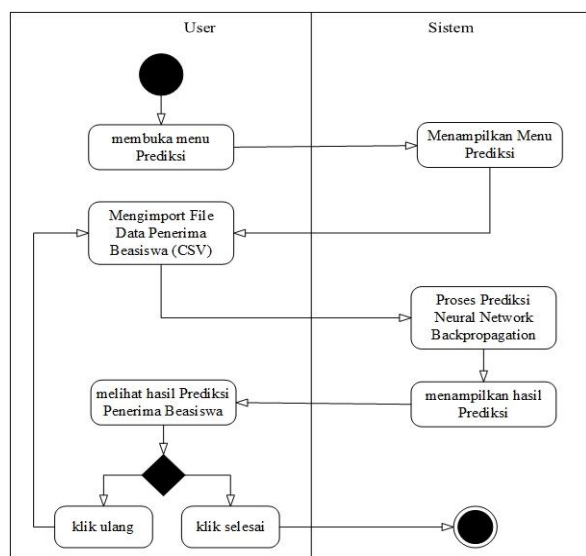 User
Sistem
membuka menu
Prediksi
Menampilkan Menu
Prediksi
Mengimport File
Data Penerima
Beasiswa (CSV)
Proses Prediksi
Neural Network
Backpropagation
menampilkan hasil
Prediksi
melihat hasil Prediksi
Penerima Beasiswa
klik ulang
klik selesai